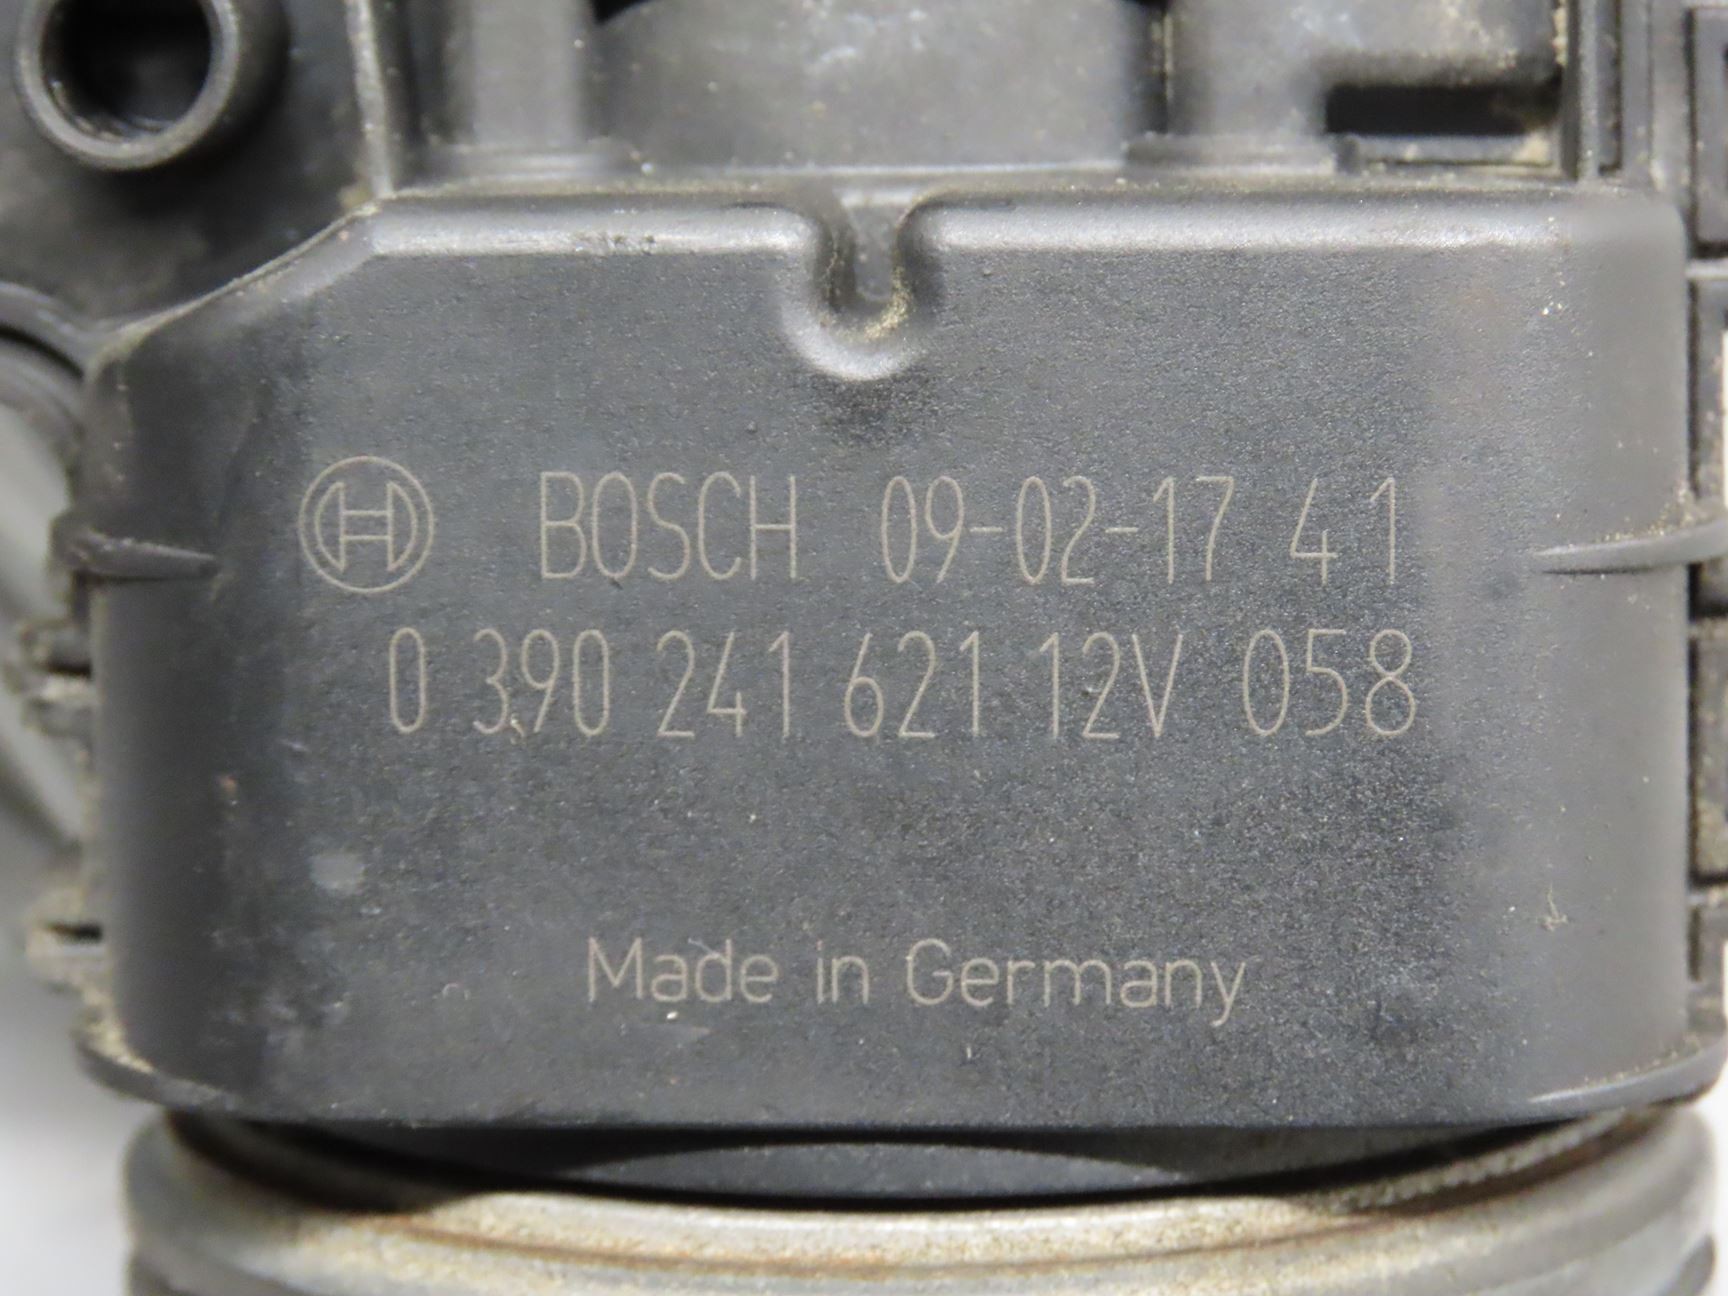 BOSCH 09-02-17 41
0 390 241 621 12V 058
Made in Germany